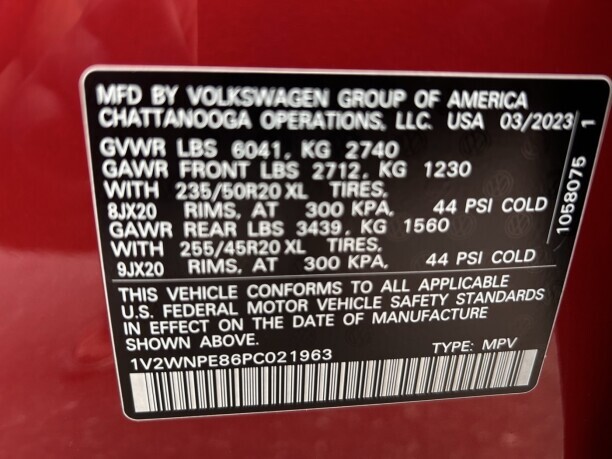 MFD BY VOLKSWAGEN GROUP OF AMERICA
CHATTANOOGA OPERATIONS, LLC. USA 03/2023
GVWR LBS 6041, KG 2740
GAWR FRONT LBS 2712, KG 1230
WITH 235/50R20 XL TIRES,
8JX20 RIMS, AT 300 KPA, 44 PSI COLD
GAWR REAR LBS 3439, KG 1560
WITH 255/45R20 XL TIRES,
9JX20 RIMS, AT 300 KPA, 44 PSI COLD
THIS VEHICLE CONFORMS TO ALL APPLICABLE
U.S. FEDERAL MOTOR VEHICLE SAFETY STANDARDS
IN EFFECT ON THE DATE OF MANUFACTURE
SHOWN ABOVE.
1V2WNPE86PC021963 TYPE: MPV
1058075 1